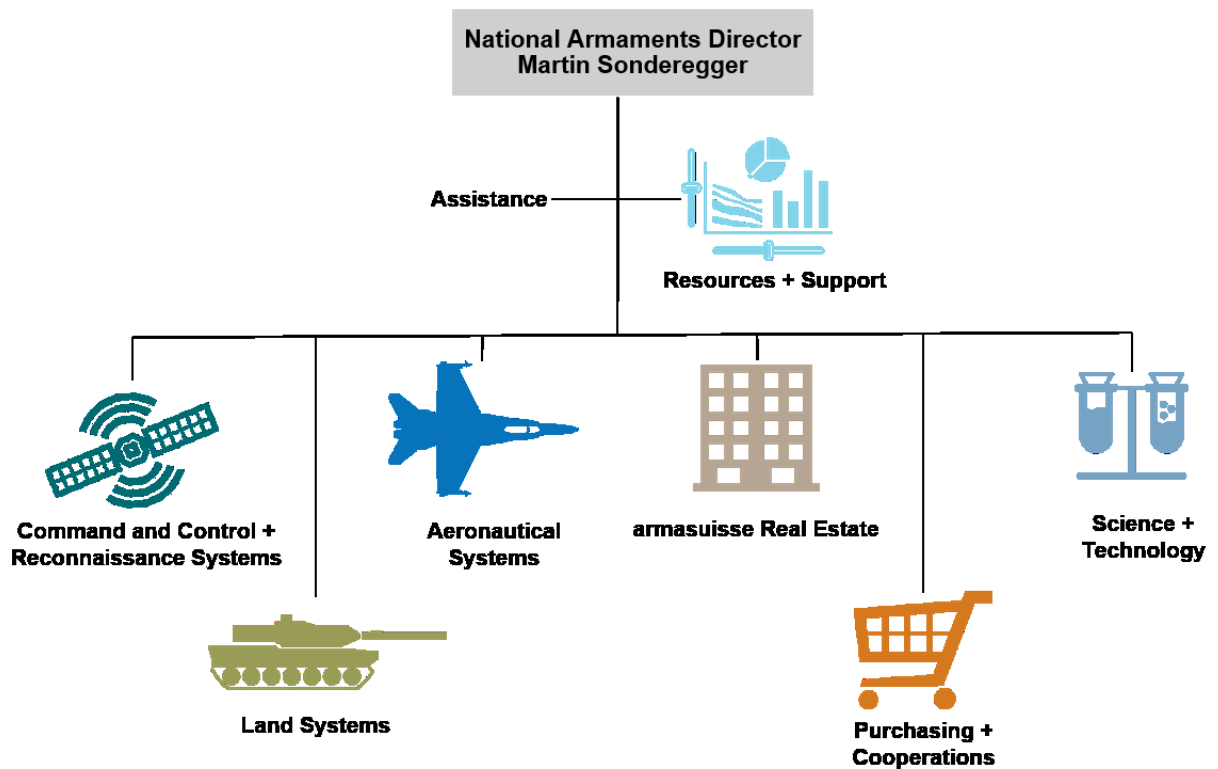 National Armaments Director
Martin Sonderegger
Assistance
Resources + Support
Command and Control +
Reconnaissance Systems
Aeronautical
Systems
armasuisse Real Estate
Science +
Technology
Land Systems
Purchasing +
Cooperations